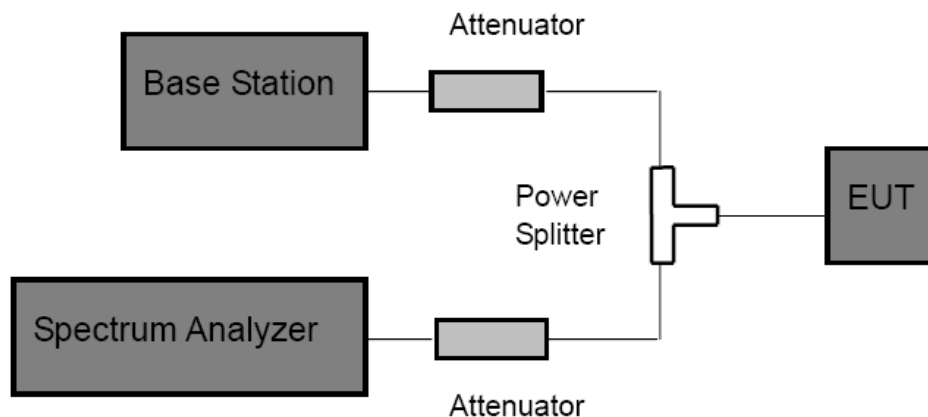 Attenuator
Base Station
Power
Splitter
EUT
Spectrum Analyzer
Attenuator